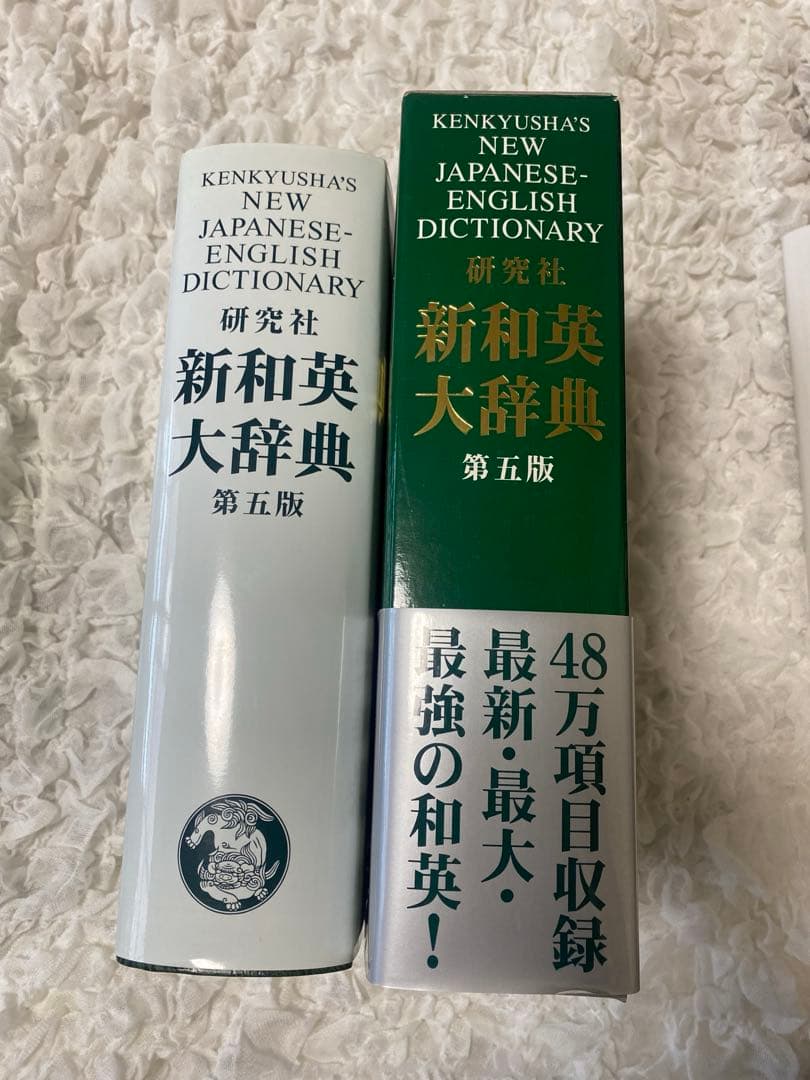 KENKYUSHA'S
NEW
JAPANESE-
ENGLISH
DICTIONARY
研究社
新和英
大辞典
第五版
KENKYUSHA'S
NEW
JAPANESE-
ENGLISH
DICTIONARY
研究社
新和英
大辞典
第五版
48万項目収録
最新・最大・
最強の和英!